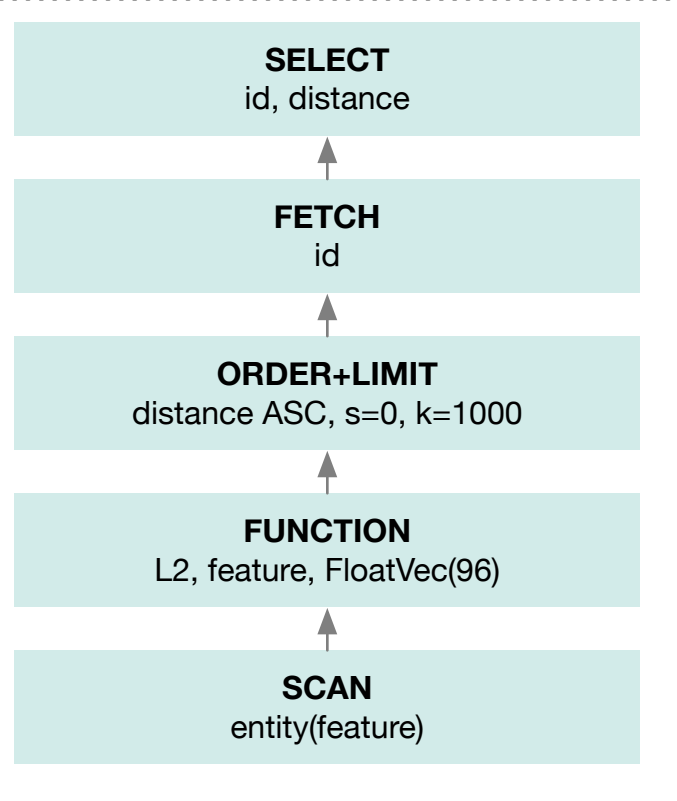 SELECT
id, distance
FETCH
id
ORDER+LIMIT
distance ASC, s=0, k=1000
FUNCTION
L2, feature, FloatVec(96)
SCAN
entity(feature)